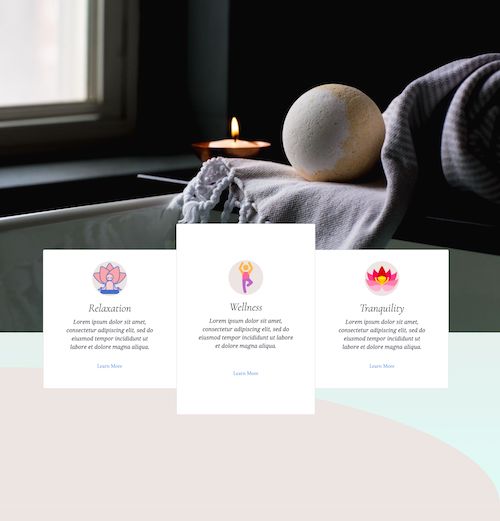 Relaxation
Lorem ipsum dolor sit amet,
consectetur adipiscing elit, sed do
eiusmod tempor incididunt ut
labore et dolore magna aliqua.
Learn More
Wellness
Lorem ipsum dolor sit amet,
consectetur adipiscing elit, sed do
eiusmod tempor incididunt ut labore
et dolore magna aliqua.
Learn More
Tranquility
Lorem ipsum dolor sit amet,
consectetur adipiscing elit, sed do
eiusmod tempor incididunt ut
labore et dolore magna aliqua.
Learn More